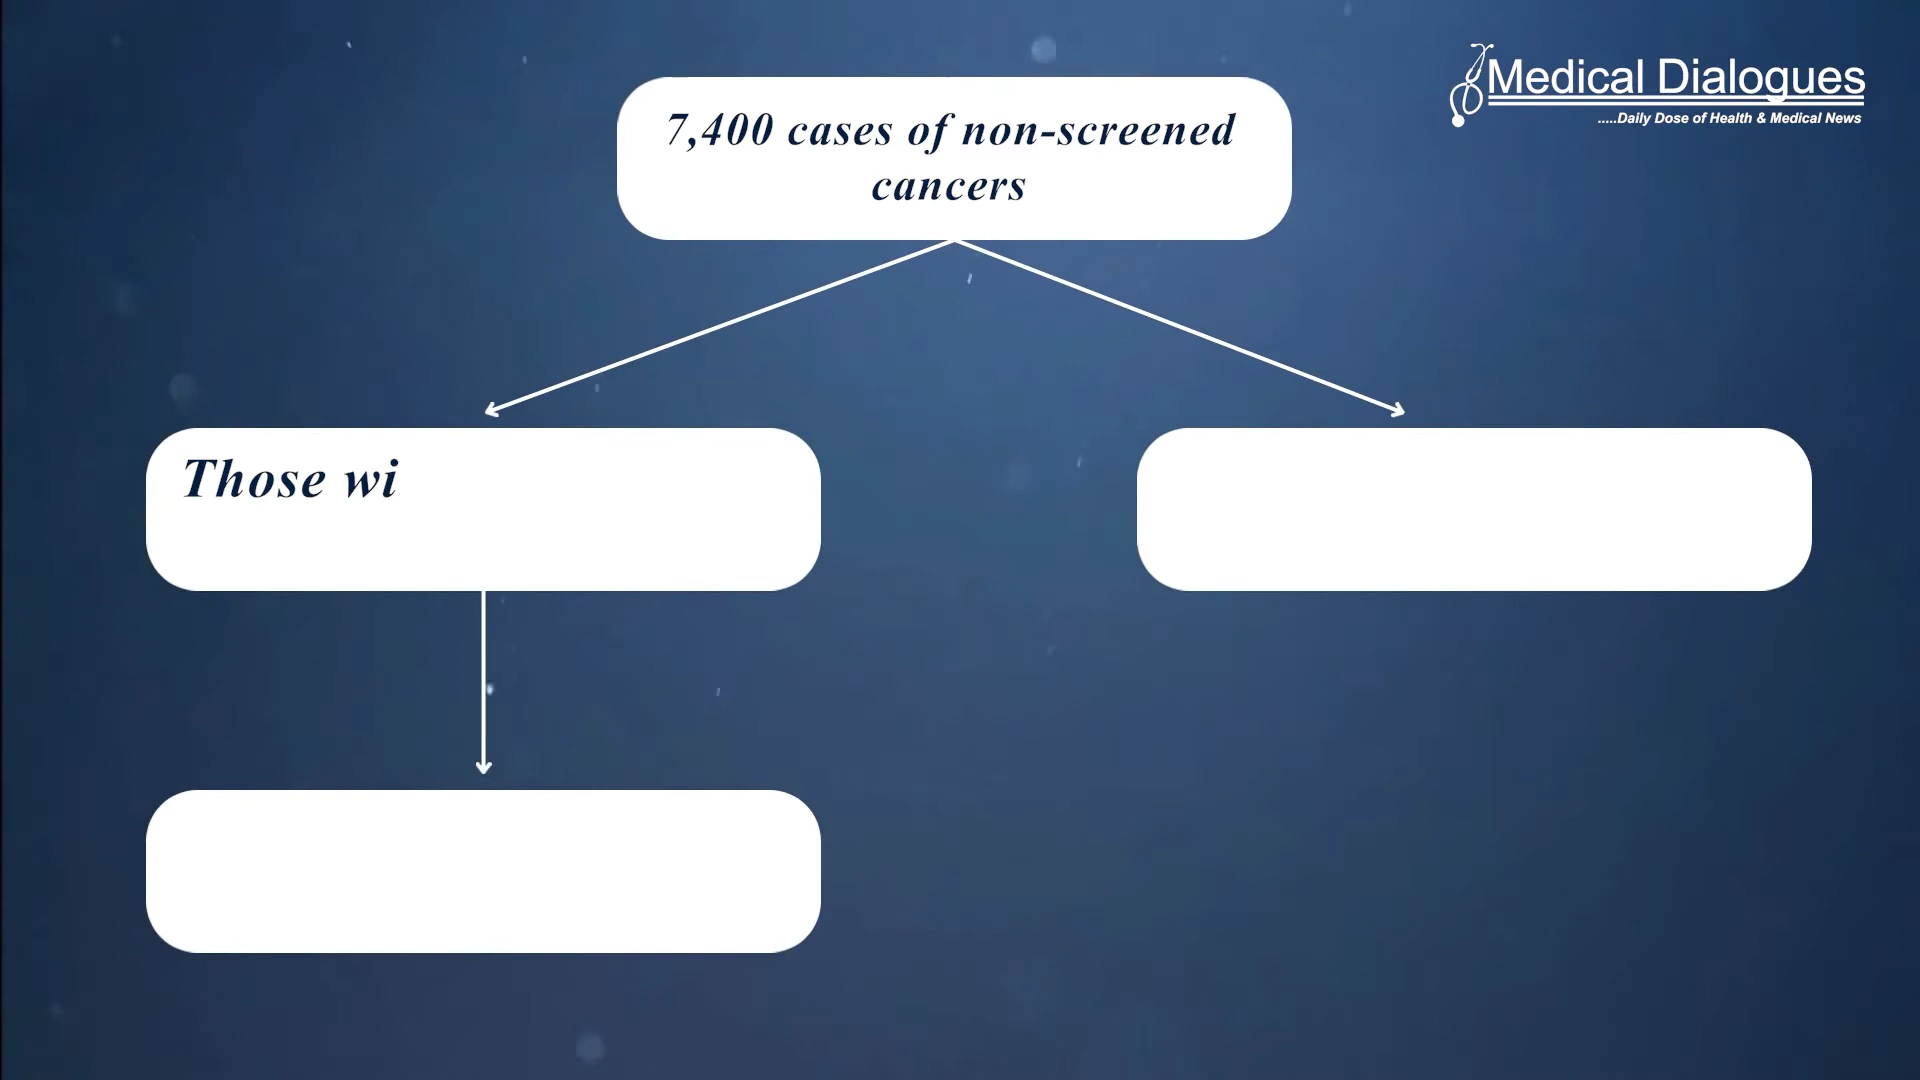 Medical Dialogues
.....Daily Dose of Health & Medical News
7,400 cases of non-screened
cancers
Those wi